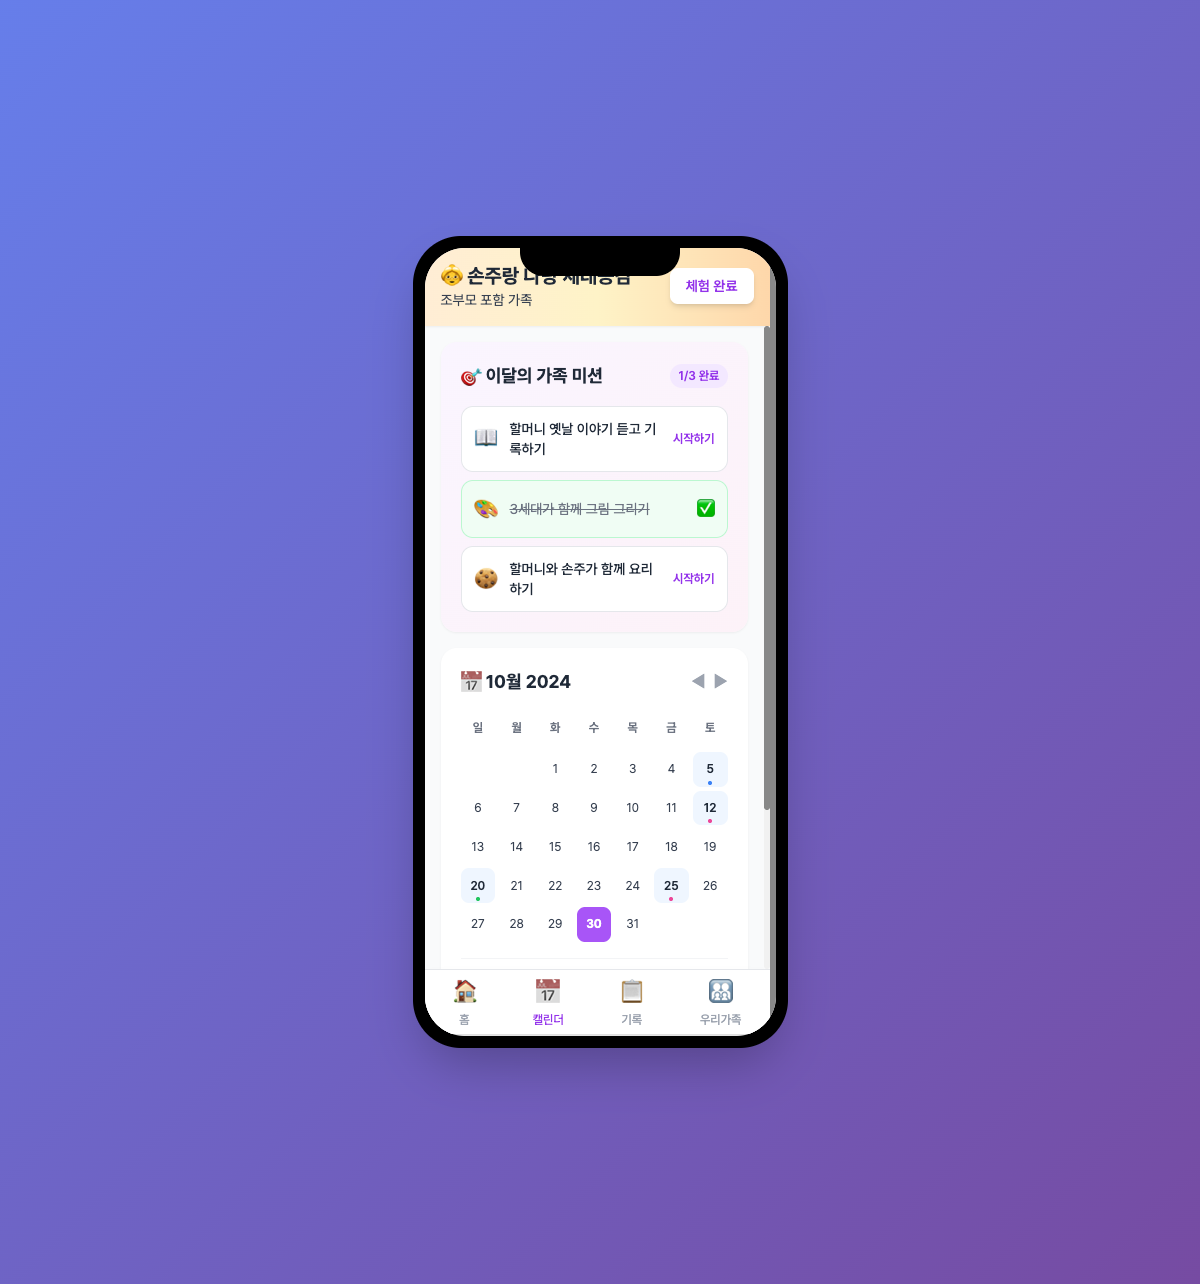 손주랑 나랑 세대공감
체험 완료
조부모 포함 가족
이달의 가족 미션
1/3 완료
할머니 옛날 이야기 듣고 기
록하기
시작하기
3세대가 함께 그림 그리기
할머니와 손주가 함께 요리
하기
시작하기
10월 2024
일 월 화 수 목 금 토
1 2 3 4 5
6 7 8 9 10 11 12
13 14 15 16 17 18 19
20 21 22 23 24 25 26
27 28 29 30 31
홈 캘린더 기록 우리가족